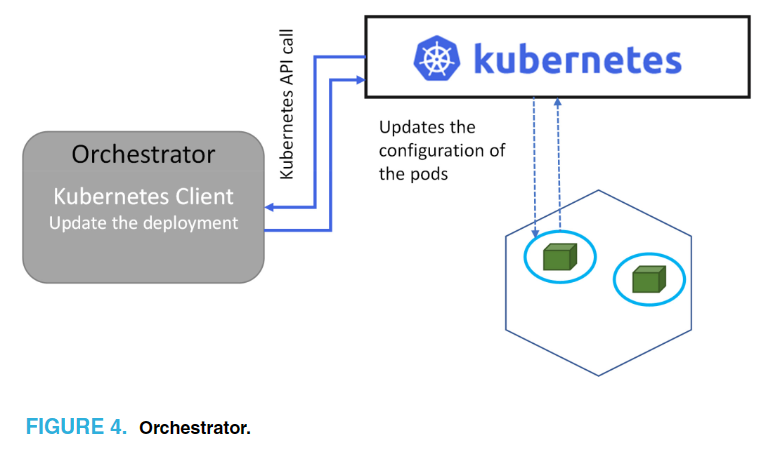 kubernetes
Kubernetes API call
Updates the
configuration of
the pods
Orchestrator
Kubernetes Client
Update the deployment
FIGURE 4. Orchestrator.